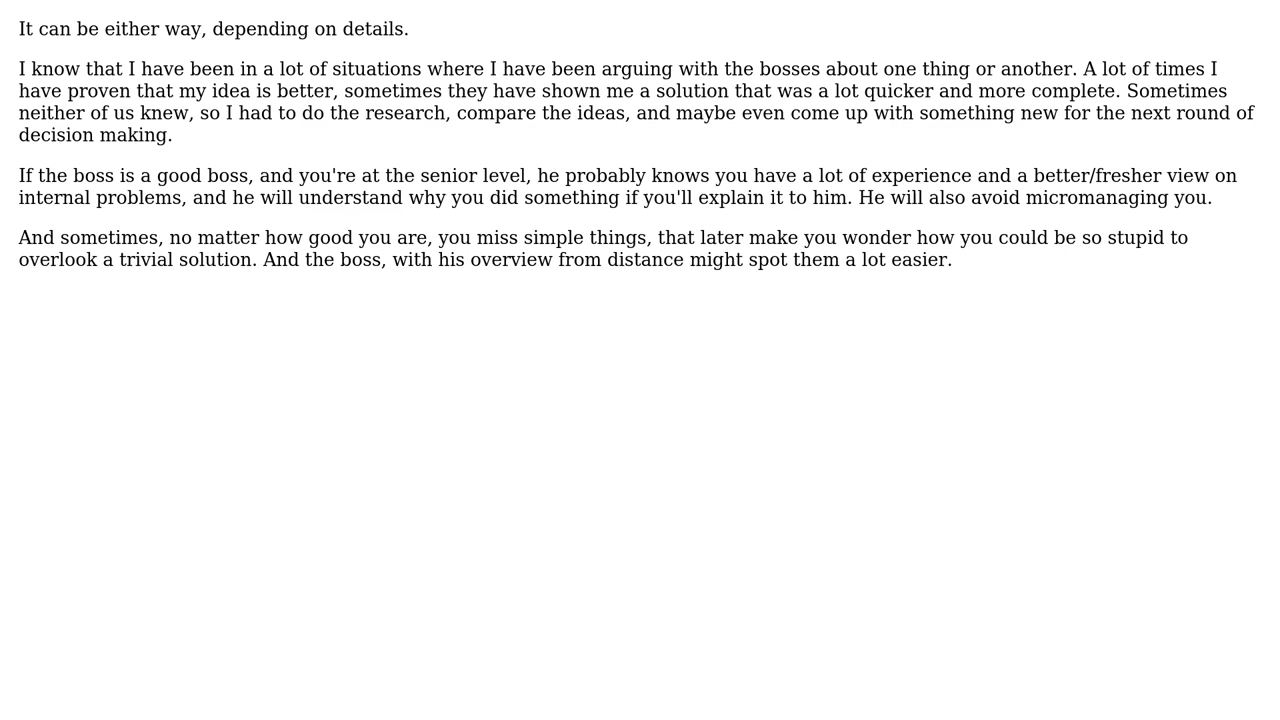 It can be either way, depending on details.
I know that I have been in a lot of situations where I have been arguing with the bosses about one thing or another. A lot of times I
have proven that my idea is better, sometimes they have shown me a solution that was a lot quicker and more complete. Sometimes
neither of us knew, so I had to do the research, compare the ideas, and maybe even come up with something new for the next round of
decision making.
If the boss is a good boss, and you're at the senior level, he probably knows you have a lot of experience and a better/fresher view on
internal problems, and he will understand why you did something if you'll explain it to him. He will also avoid micromanaging you.
And sometimes, no matter how good you are, you miss simple things, that later make you wonder how you could be so stupid to
overlook a trivial solution. And the boss, with his overview from distance might spot them a lot easier.